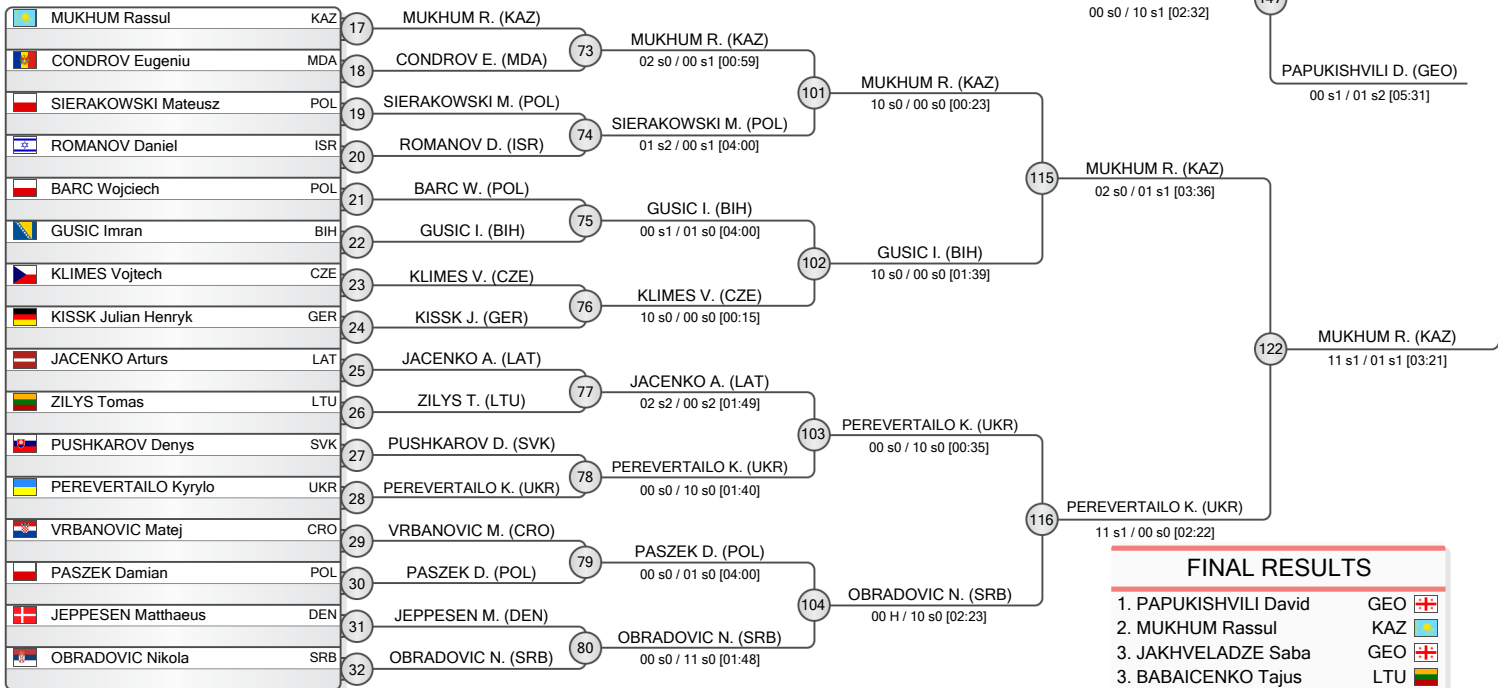 MUKHUM Rassul KAZ
CONDROV Eugeniu MDA
SIERAKOWSKI Mateusz POL
ROMANOV Daniel ISR
BARC Wojciech POL
GUSIC Imran BIH
KLIMES Vojtech CZE
KISSK Julian Henryk GER
JACENKO Arturs LAT
ZILYS Tomas LTU
PUSHKAROV Denys SVK
PEREVERTAILO Kyrylo UKR
VRBANOVIC Matej CRO
PASZEK Damian POL
JEPPESEN Matthaeus DEN
OBRADOVIC Nikola SRB
17
18
19
20
21
22
23
24
25
26
27
28
29
30
31
32
MUKHUM R. (KAZ)
CONDROV E. (MDA)
SIERAKOWSKI M. (POL)
ROMANOV D. (ISR)
BARC W. (POL)
GUSIC I. (BIH)
KLIMES V. (CZE)
KISSK J. (GER)
JACENKO A. (LAT)
ZILYS T. (LTU)
PUSHKAROV D. (SVK)
PEREVERTAILO K. (UKR)
VRBANOVIC M. (CRO)
PASZEK D. (POL)
JEPPESEN M. (DEN)
OBRADOVIC N. (SRB)
73
74
75
76
77
78
79
80
MUKHUM R. (KAZ)
02 s0 / 00 s1 [00:59]
SIERAKOWSKI M. (POL)
01 s2 / 00 s1 [04:00]
GUSIC I. (BIH)
00 s1 / 01 s0 [04:00]
KLIMES V. (CZE)
10 s0 / 00 s0 [00:15]
JACENKO A. (LAT)
02 s2 / 00 s2 [01:49]
PEREVERTAILO K. (UKR)
00 s0 / 10 s0 [01:40]
PASZEK D. (POL)
00 s0 / 01 s0 [04:00]
OBRADOVIC N. (SRB)
00 s0 / 11 s0 [01:48]
101
102
103
104
MUKHUM R. (KAZ)
10 s0 / 00 s0 [00:23]
GUSIC I. (BIH)
10 s0 / 00 s0 [01:39]
PEREVERTAILO K. (UKR)
00 s0 / 10 s0 [00:35]
OBRADOVIC N. (SRB)
00 H / 10 s0 [02:23]
115
116
MUKHUM R. (KAZ)
02 s0 / 01 s1 [03:36]
PEREVERTAILO K. (UKR)
11 s1 / 00 s0 [02:22]
122
MUKHUM R. (KAZ)
11 s1 / 01 s1 [03:21]
00 s0 / 10 s1 [02:32]
PAPUKISHVILI D. (GEO)
00 s1 / 01 s2 [05:31]
FINAL RESULTS
1. PAPUKISHVILI David GEO
2. MUKHUM Rassul KAZ
3. JAKHVELADZE Saba GEO
3. BABAICENKO Tajus LTU